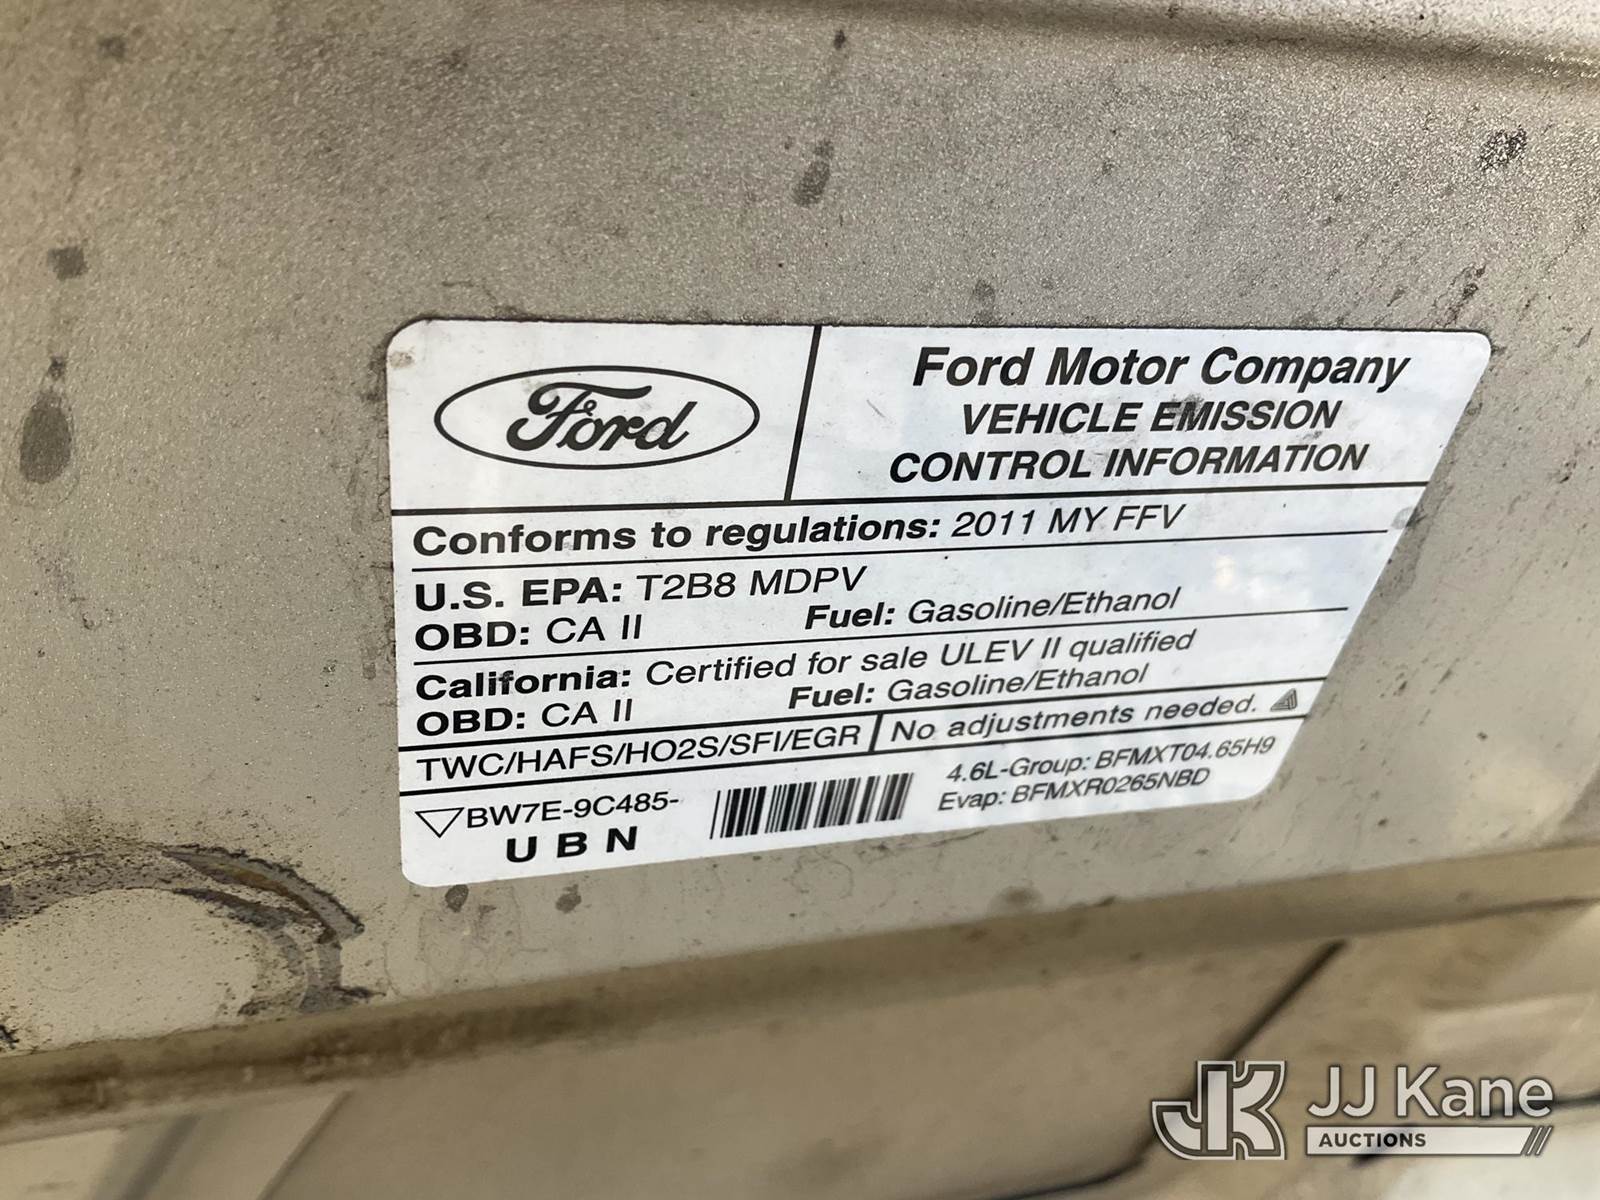 Ford
Ford Motor Company
VEHICLE EMISSION
CONTROL INFORMATION
Conforms to regulations: 2011 MY FFV
U.S. EPA: T2B8 MDPV
OBD: CA II Fuel: Gasoline/Ethanol
California: Certified for sale ULEV II qualified
OBD: CA II Fuel: Gasoline/Ethanol
TWC/HAFS/HO2S/SFI/EGR No adjustments needed.
BW7E-9C485-
UBN
4.6L-Group: BFMXT04.65H9
Evap: BFMXR0265NBD
JK JJ Kane
AUCTIONS